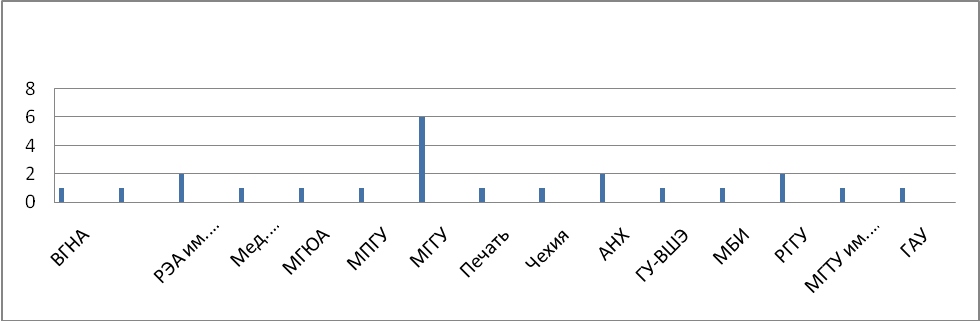 8
6
4
2
0
ВГНА
РЭА им.…
Мед.…
МГЮА
МПГУ
МГГУ
Печать
Чехия
АНХ
ГУ-ВШЭ
МБИ
РГГУ
МГТУ им.…
ГАУ